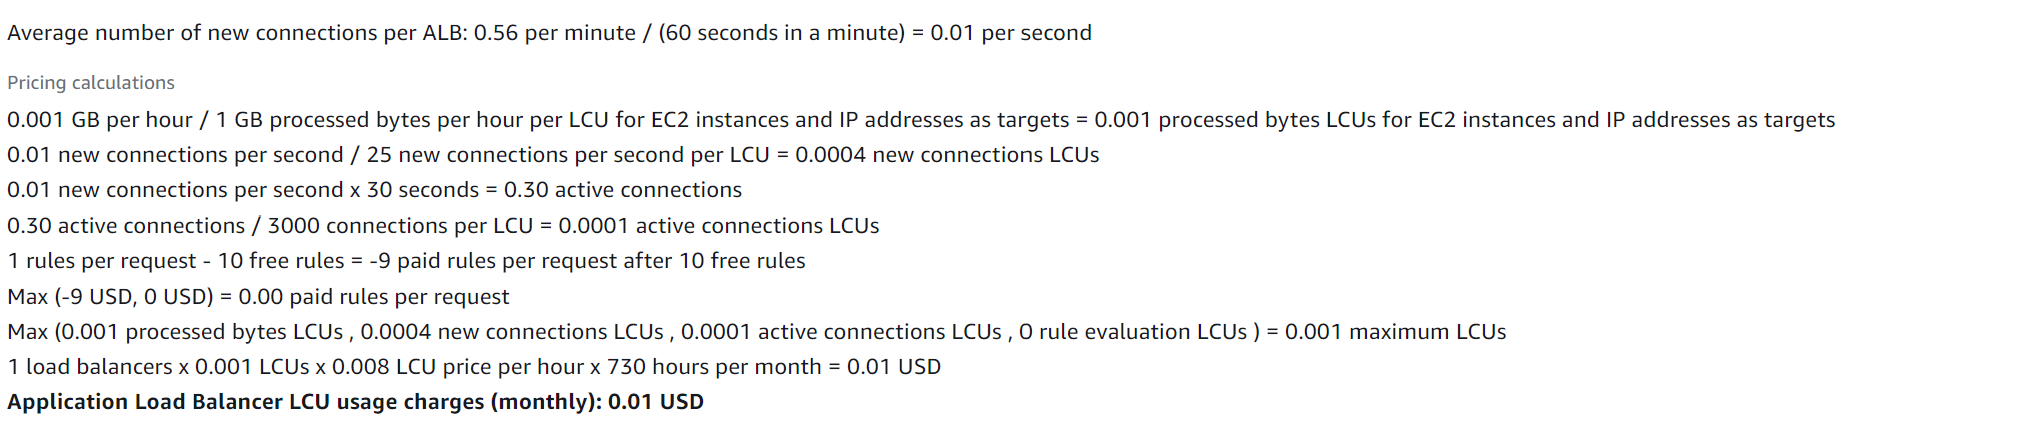 Average number of new connections per ALB: 0.56 per minute / (60 seconds in a minute) = 0.01 per second
Pricing calculations
0.001 GB per hour / 1 GB processed bytes per hour per LCU for EC2 instances and IP addresses as targets = 0.001 processed bytes LCUs for EC2 instances and IP addresses as targets
0.01 new connections per second / 25 new connections per second per LCU = 0.0004 new connections LCUs
0.01 new connections per second x 30 seconds = 0.30 active connections
0.30 active connections / 3000 connections per LCU = 0.0001 active connections LCUs
1 rules per request - 10 free rules = -9 paid rules per request after 10 free rules
Max (-9 USD, 0 USD) = 0.00 paid rules per request
Max (0.001 processed bytes LCUs , 0.0004 new connections LCUs , 0.0001 active connections LCUs , 0 rule evaluation LCUs ) = 0.001 maximum LCUs
1 load balancers x 0.001 LCUs x 0.008 LCU price per hour x 730 hours per month = 0.01 USD
Application Load Balancer LCU usage charges (monthly): 0.01 USD